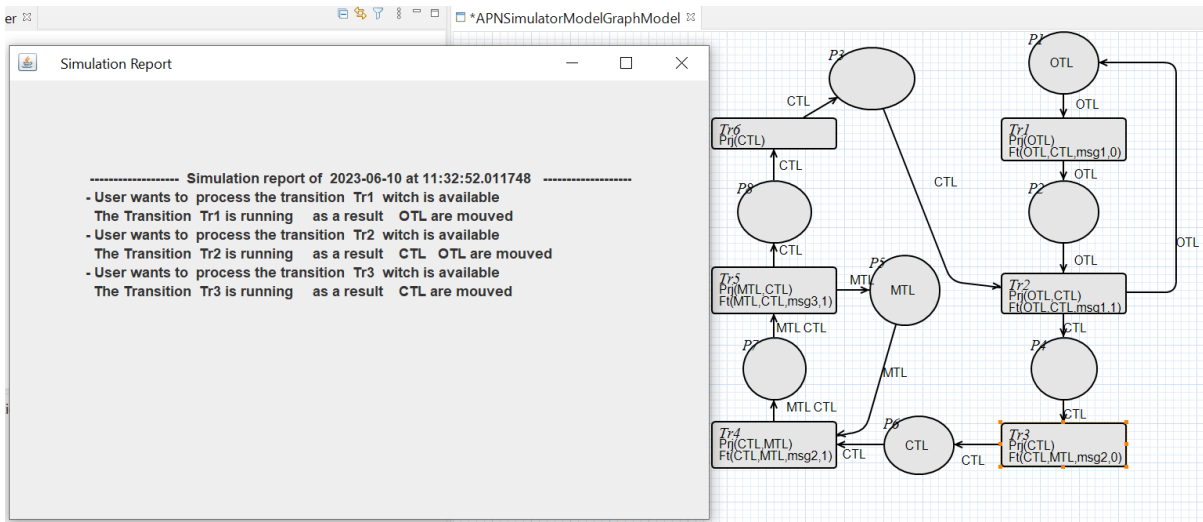 er
*APNSimulatorModelGraphModel
Simulation Report
------------------- Simulation report of 2023-06-10 at 11:32:52.011748 -------------------
- User wants to process the transition Tr1 witch is available
The Transition Tr1 is running as a result OTL are mouved
- User wants to process the transition Tr2 witch is available
The Transition Tr2 is running as a result CTL OTL are mouved
- User wants to process the transition Tr3 witch is available
The Transition Tr3 is running as a result CTL are mouved
P3
CTL
Tr6
Prj(CTL)
CTL
P8
CTL
Tr5
Prj(MTL,CTL)
Ft(MTL,CTL,msg3,1)
MTL
P5
MTL
MTL CTL
P7
MTL
MTL CTL
Tr4
Prj(CTL,MTL)
Ft(CTL,MTL,msg2,1)
CTL
P6
CTL
CTL
P1
OTL
OTL
Tr1
Prj(OTL)
Ft(OTL,CTL,msg1,0)
OTL
CTL
P2
OTL
OTL
Tr2
Prj(OTL,CTL)
Ft(OTL,CTL,msg1,1)
CTL
P4
CTL
Tr3
Prj(CTL)
Ft(CTL,MTL,msg2,0)